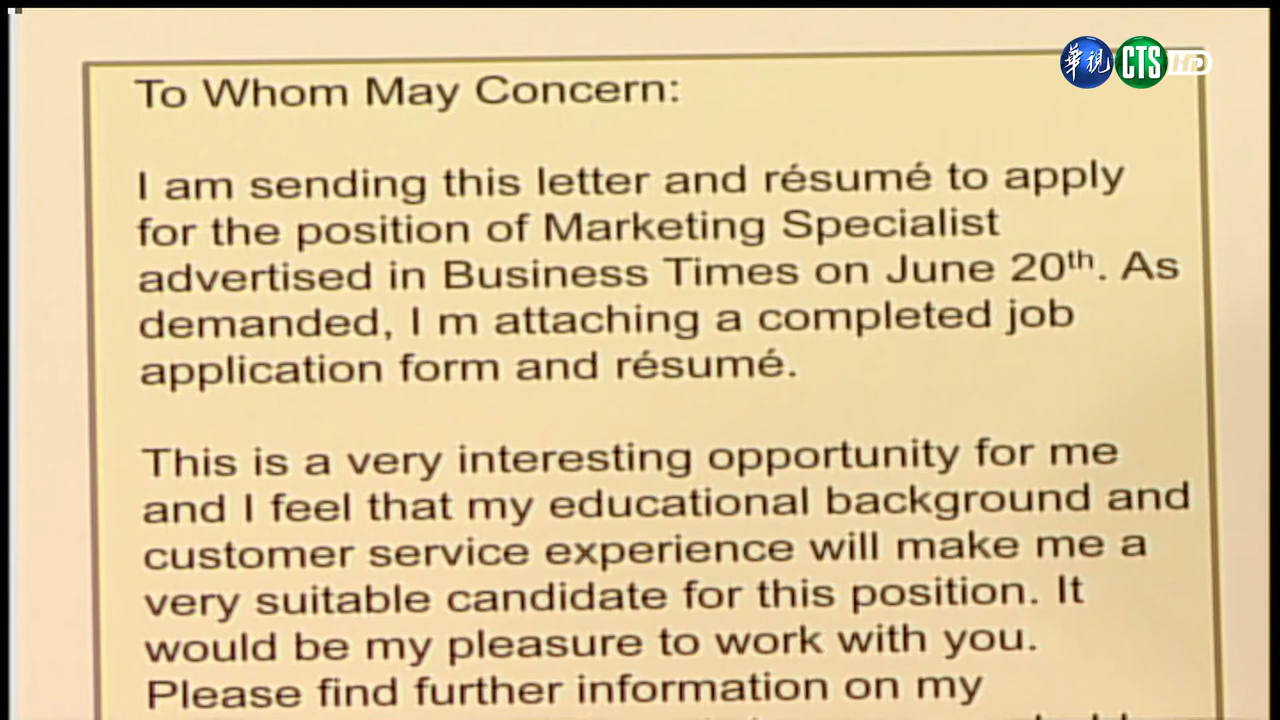 華視 CTS HD
To Whom May Concern:
I am sending this letter and résumé to apply
for the position of Marketing Specialist
advertised in Business Times on June 20th. As
demanded, I m attaching a completed job
application form and résumé.
This is a very interesting opportunity for me
and I feel that my educational background and
customer service experience will make me a
very suitable candidate for this position. It
would be my pleasure to work with you.
Please find further information on my